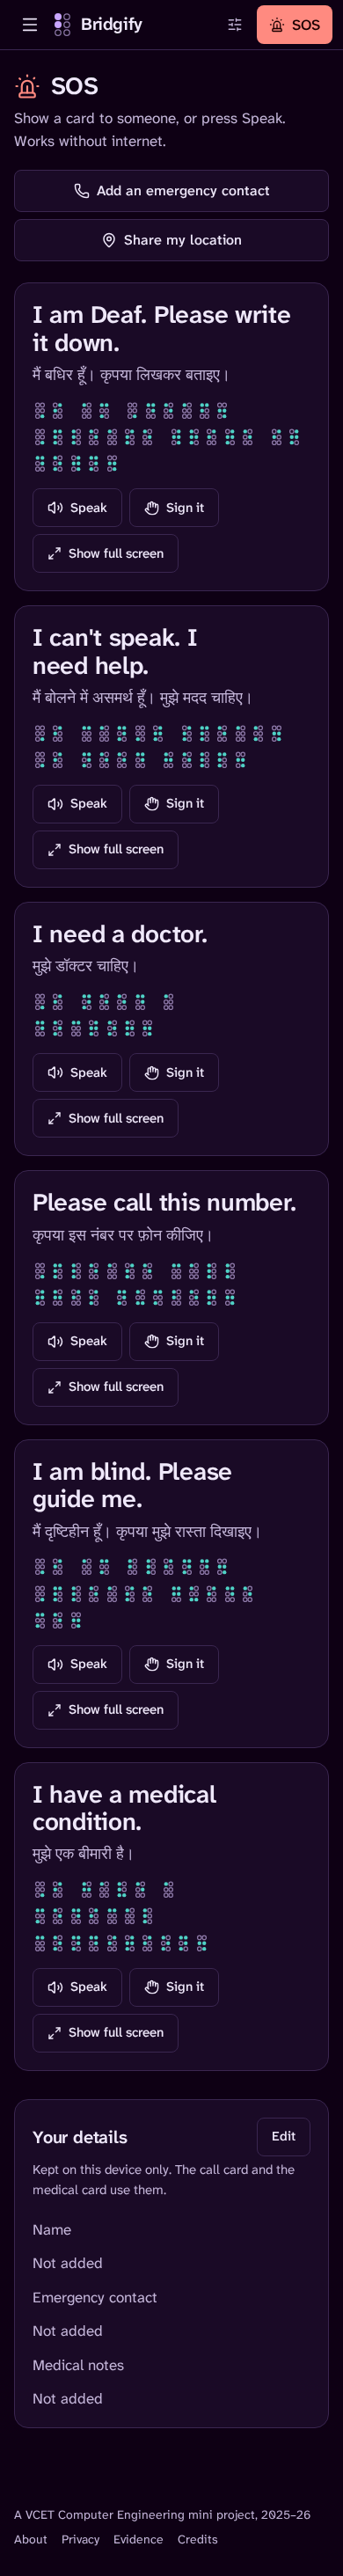 Bridgify
SOS
SOS
Show a card to someone, or press Speak.
Works without internet.
Add an emergency contact
Share my location
I am Deaf. Please write
it down.
मैं बधिर हूँ। कृपया लिखकर बताइए।
Speak
Sign it
Show full screen
I can't speak. I
need help.
मैं बोलने में असमर्थ हूँ। मुझे मदद चाहिए।
Speak
Sign it
Show full screen
I need a doctor.
मुझे डॉक्टर चाहिए।
Speak
Sign it
Show full screen
Please call this number.
कृपया इस नंबर पर फ़ोन कीजिए।
Speak
Sign it
Show full screen
I am blind. Please
guide me.
मैं दृष्टिहीन हूँ। कृपया मुझे रास्ता दिखाइए।
Speak
Sign it
Show full screen
I have a medical
condition.
मुझे एक बीमारी है।
Speak
Sign it
Show full screen
Your details
Edit
Kept on this device only. The call card and the
medical card use them.
Name
Not added
Emergency contact
Not added
Medical notes
Not added
A VCET Computer Engineering mini project, 2025–26
About Privacy Evidence Credits